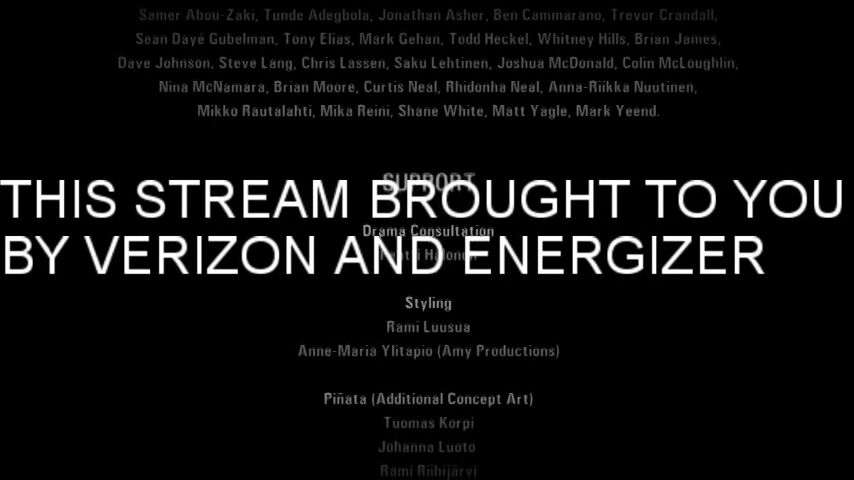 Samer Abou-Zaki, Tunde Adegbola, Jonathan Asher, Ben Cammarano, Trevor Crandall,
Sean Dayé Gubelman, Tony Elias, Mark Gehan, Todd Heckel, Whitney Hills, Brian James,
Dave Johnson, Steve Lang, Chris Lassen, Saku Lehtinen, Joshua McDonald, Colin McLoughlin,
Nina McNamara, Brian Moore, Curtis Neal, Rhidonha Neal, Anna-Riikka Nuutinen,
Mikko Rautalahti, Mika Reini, Shane White, Matt Yagle, Mark Yeend.
SUPPORT
THIS STREAM BROUGHT TO YOU
Drama Consultation
BY VERIZON AND ENERGIZER
Styling
Rami Luusua
Anne-Maria Ylitapio (Amy Productions)
Piñata (Additional Concept Art)
Tuomas Korpi
Johanna Luoto
Rami Riihijärvi